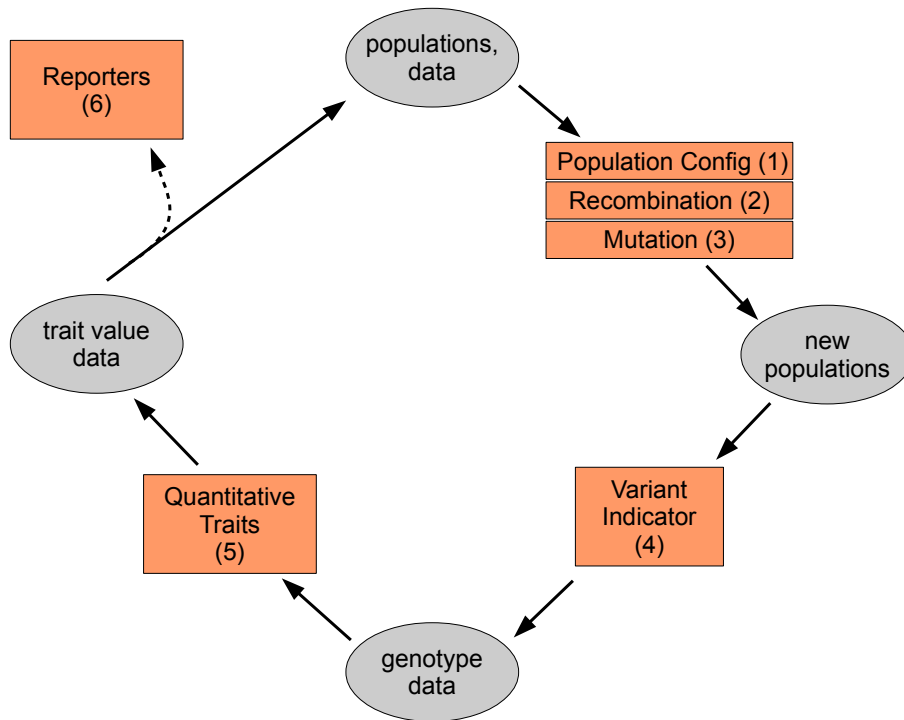 populations,
data
Reporters
(6)
Population Config (1)
Recombination (2)
Mutation (3)
trait value
data
new
populations
Quantitative
Traits
(5)
Variant
Indicator
(4)
genotype
data